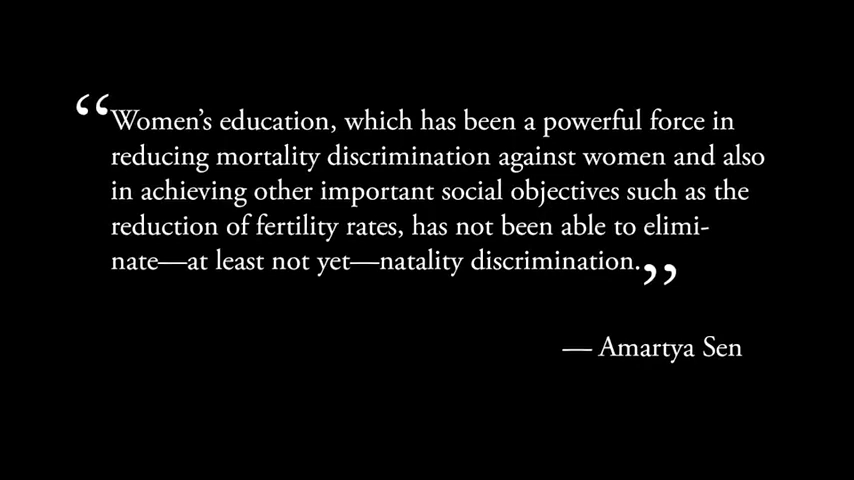 “Women’s education, which has been a powerful force in
reducing mortality discrimination against women and also
in achieving other important social objectives such as the
reduction of fertility rates, has not been able to elimi-
nate—at least not yet—natality discrimination.”
— Amartya Sen